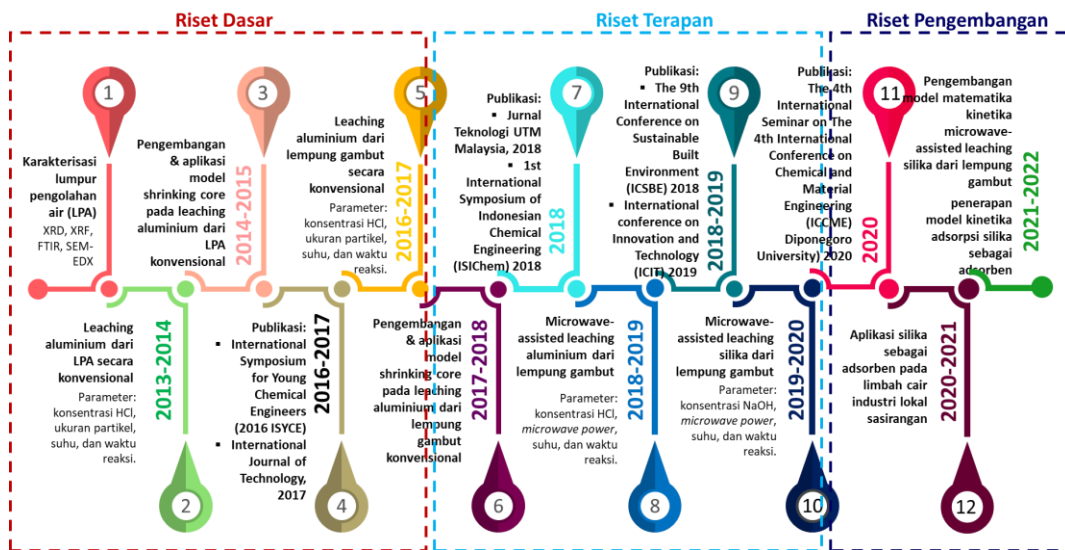 Riset Dasar
Riset Terapan
Riset Pengembangan
1
Karakterisasi
lumpur
pengolahan
air (LPA)
XRD, XRF,
FTIR, SEM-
EDX
Pengembangan
& aplikasi
model
shrinking core
pada leaching
aluminium dari
LPA
konvensional
3
2014-2015
Leaching
aluminium dari
lempung gambut
secara
konvensional
Parameter:
konsentrasi HCl,
ukuran partikel,
suhu, dan waktu
reaksi.
5
2016-2017
Publikasi:
▪ Jurnal
Teknologi UTM
Malaysia, 2018
▪ 1st
International
Symposium of
Indonesian
Chemical
Engineering
(ISIChem) 2018
7
2018
Publikasi:
▪ The 9th
International
Conference on
Sustainable
Built
Environment
(ICSBE) 2018
▪ International
conference on
Innovation and
Technology
(ICIT) 2019
9
2018-2019
Publikasi:
The 4th
International
Seminar on The
4th International
Conference on
Chemical and
Material
Engineering
(ICCME)
Diponegoro
University) 2020
11
2020
Pengembangan
model matematika
kinetika
microwave-
assisted leaching
silika dari lempung
gambut
penerapan
model kinetika
adsorpsi silika
sebagai
adsorben
2021-2022
Leaching
aluminium dari
LPA secara
konvensional
Parameter:
konsentrasi HCl,
ukuran partikel,
suhu, dan waktu
reaksi.
2013-2014
2
Publikasi:
▪ International
Symposium
for Young
Chemical
Engineers
(2016 ISYCE)
▪ International
Journal of
Technology,
2017
2016-2017
4
Pengembangan
& aplikasi
model
shrinking core
pada leaching
aluminium dari
lempung
gambut
konvensional
2017-2018
6
Microwave-
assisted leaching
aluminium dari
lempung gambut
Parameter:
konsentrasi HCl,
microwave power,
suhu, dan waktu
reaksi.
2018-2019
8
Microwave-
assisted leaching
silika dari
lempung gambut
Parameter:
konsentrasi NaOH,
microwave power,
suhu, dan waktu
reaksi.
2019-2020
10
Aplikasi silika
sebagai
adsorben pada
limbah cair
industri lokal
sasirangan
2020-2021
12